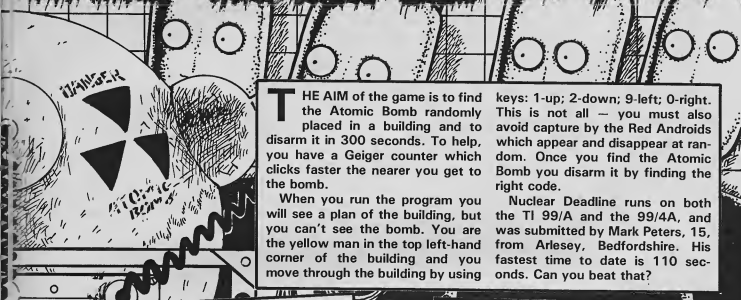 DANGER
ATOMIC
BOMB
THE AIM of the game is to find
the Atomic Bomb randomly
placed in a building and to
disarm it in 300 seconds. To help,
you have a Geiger counter which
clicks faster the nearer you get to
the bomb.
When you run the program you
will see a plan of the building, but
you can't see the bomb. You are
the yellow man in the top left-hand
corner of the building and you
move through the building by using
keys: 1-up; 2-down; 9-left; 0-right.
This is not all — you must also
avoid capture by the Red Androids
which appear and disappear at ran-
dom. Once you find the Atomic
Bomb you disarm it by finding the
right code.
Nuclear Deadline runs on both
the TI 99/A and the 99/4A, and
was submitted by Mark Peters, 15,
from Arlesey, Bedfordshire. His
fastest time to date is 110 sec-
onds. Can you beat that?